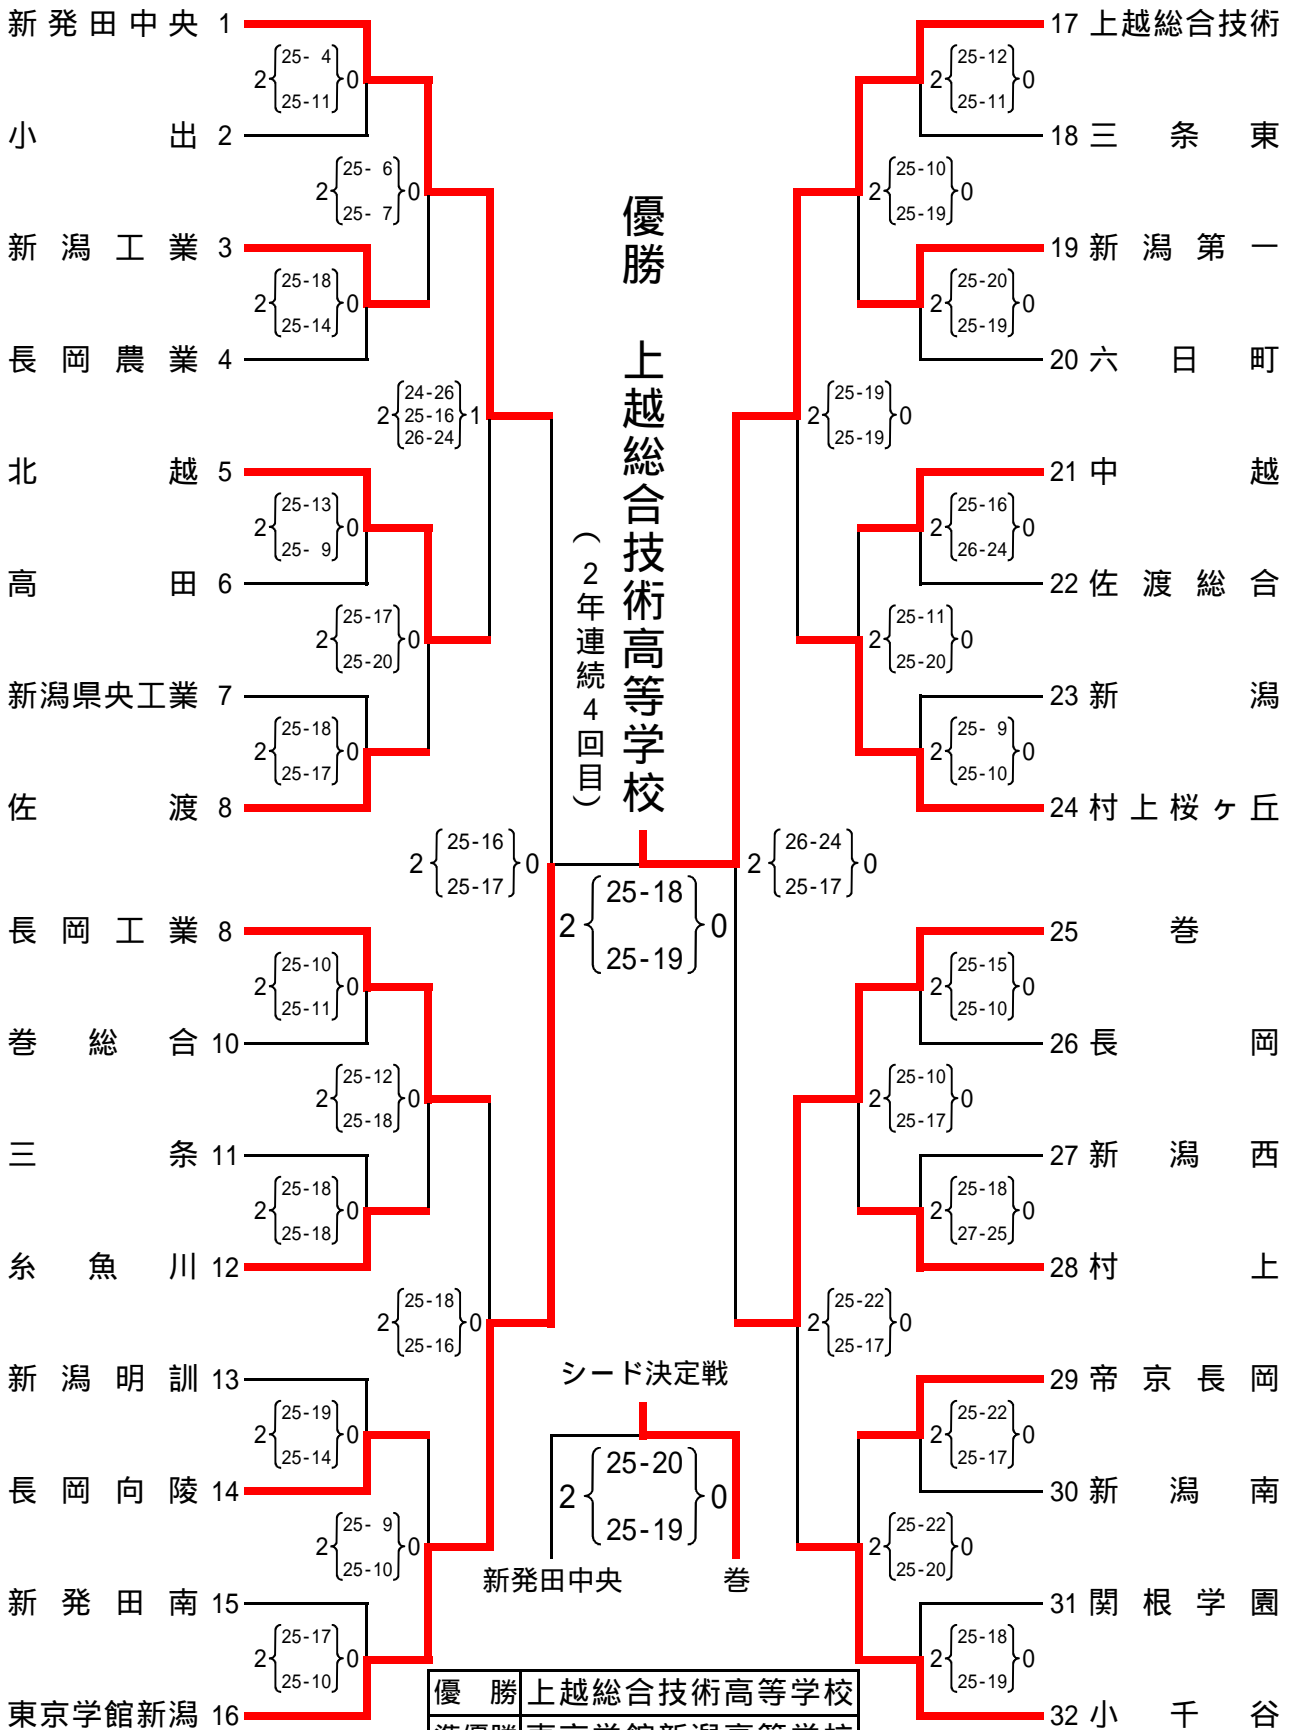 新発田中央 1
2 25- 4 25-11 0
小出 2
2 25- 6 25- 7 0
新潟工業 3
2 25-18 25-14 0
長岡農業 4
2 24-26 25-16 26-24 1
北越 5
2 25-13 25- 9 0
高田 6
2 25-17 25-20 0
新潟県央工業 7
2 25-18 25-17 0
佐渡 8
2 25-16 25-17 0
長岡工業 8
2 25-10 25-11 0
巻総合 10
2 25-12 25-18 0
三条 11
2 25-18 25-18 0
糸魚川 12
2 25-18 25-16 0
新潟明訓 13
2 25-19 25-14 0
長岡向陵 14
2 25- 9 25-10 0
新発田南 15
2 25-17 25-10 0
東京学館新潟 16
優勝 上越総合技術高等学校
(2年連続4回目)
2 25-18 25-19 0
シード決定戦
2 25-20 25-19 0
新発田中央 巻
優勝 上越総合技術高等学校
準優勝 東京学館新潟高等学校
17 上越総合技術
2 25-12 25-11 0
18 三条東
2 25-10 25-19 0
19 新潟第一
2 25-20 25-19 0
20 六日町
2 25-19 25-19 0
21 中越
2 25-16 26-24 0
22 佐渡総合
2 25-11 25-20 0
23 新潟
2 25- 9 25-10 0
24 村上桜ヶ丘
2 26-24 25-17 0
25 巻
2 25-15 25-10 0
26 長岡
2 25-10 25-17 0
27 新潟西
2 25-18 27-25 0
28 村上
2 25-22 25-17 0
29 帝京長岡
2 25-22 25-17 0
30 新潟南
2 25-22 25-20 0
31 関根学園
2 25-18 25-19 0
32 小千谷